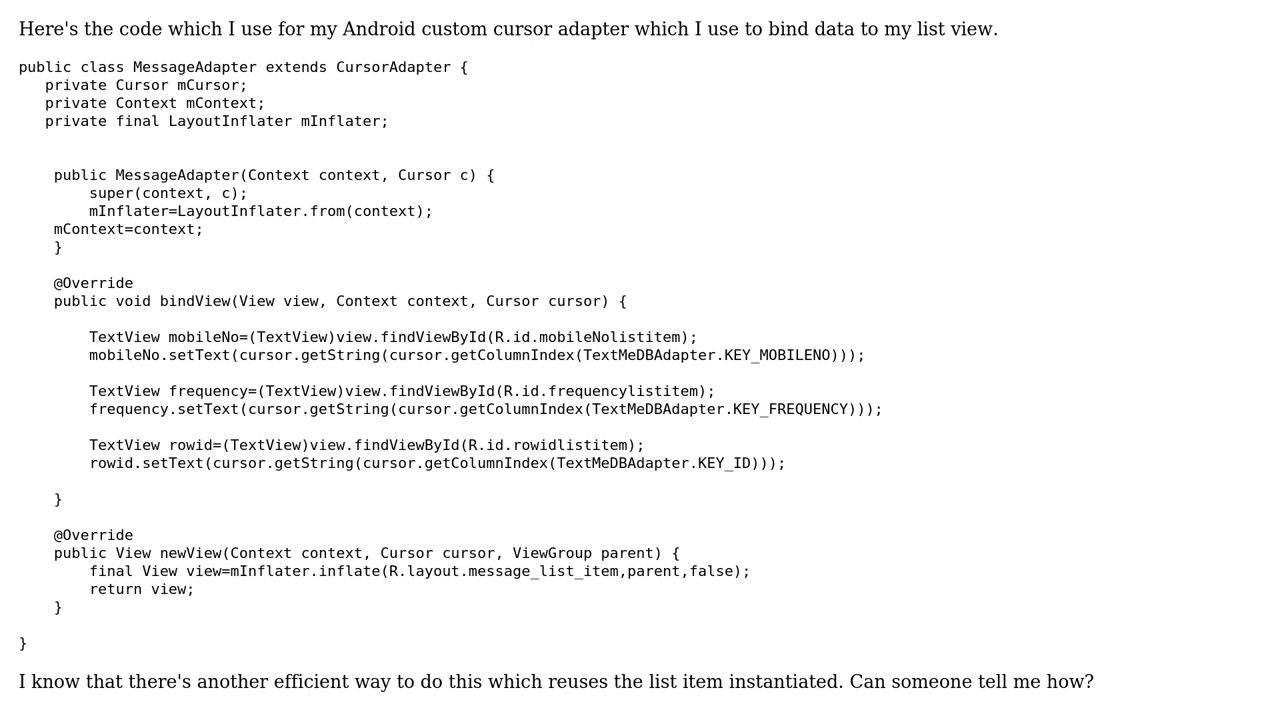 Here's the code which I use for my Android custom cursor adapter which I use to bind data to my list view.
public class MessageAdapter extends CursorAdapter {
   private Cursor mCursor;
   private Context mContext;
   private final LayoutInflater mInflater;

    public MessageAdapter(Context context, Cursor c) {
        super(context, c);
        mInflater=LayoutInflater.from(context);
    mContext=context;
    }

    @Override
    public void bindView(View view, Context context, Cursor cursor) {

        TextView mobileNo=(TextView)view.findViewById(R.id.mobileNolistitem);
        mobileNo.setText(cursor.getString(cursor.getColumnIndex(TextMeDBAdapter.KEY_MOBILENO)));

        TextView frequency=(TextView)view.findViewById(R.id.frequencylistitem);
        frequency.setText(cursor.getString(cursor.getColumnIndex(TextMeDBAdapter.KEY_FREQUENCY)));

        TextView rowid=(TextView)view.findViewById(R.id.rowidlistitem);
        rowid.setText(cursor.getString(cursor.getColumnIndex(TextMeDBAdapter.KEY_ID)));

    }

    @Override
    public View newView(Context context, Cursor cursor, ViewGroup parent) {
        final View view=mInflater.inflate(R.layout.message_list_item,parent,false);
        return view;
    }

}
I know that there's another efficient way to do this which reuses the list item instantiated. Can someone tell me how?